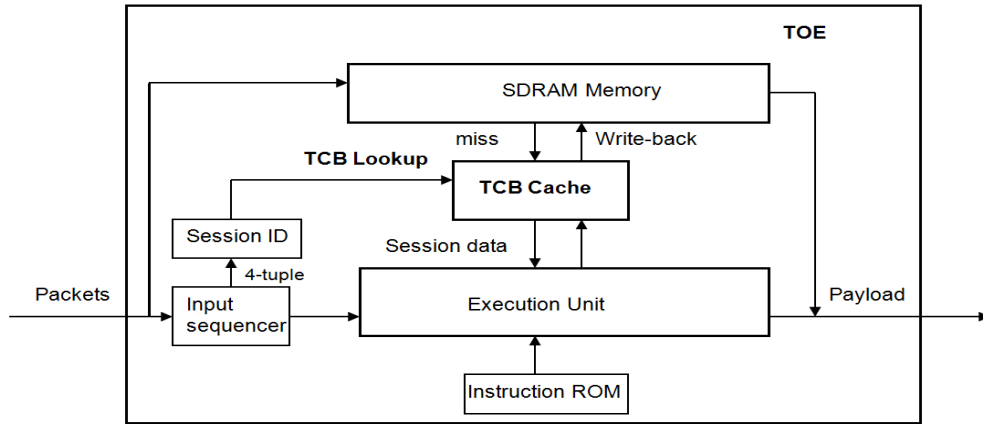 TOE
SDRAM Memory
miss
Write-back
TCB Lookup
TCB Cache
Session ID
Session data
4-tuple
Packets
Input
sequencer
Execution Unit
Payload
Instruction ROM